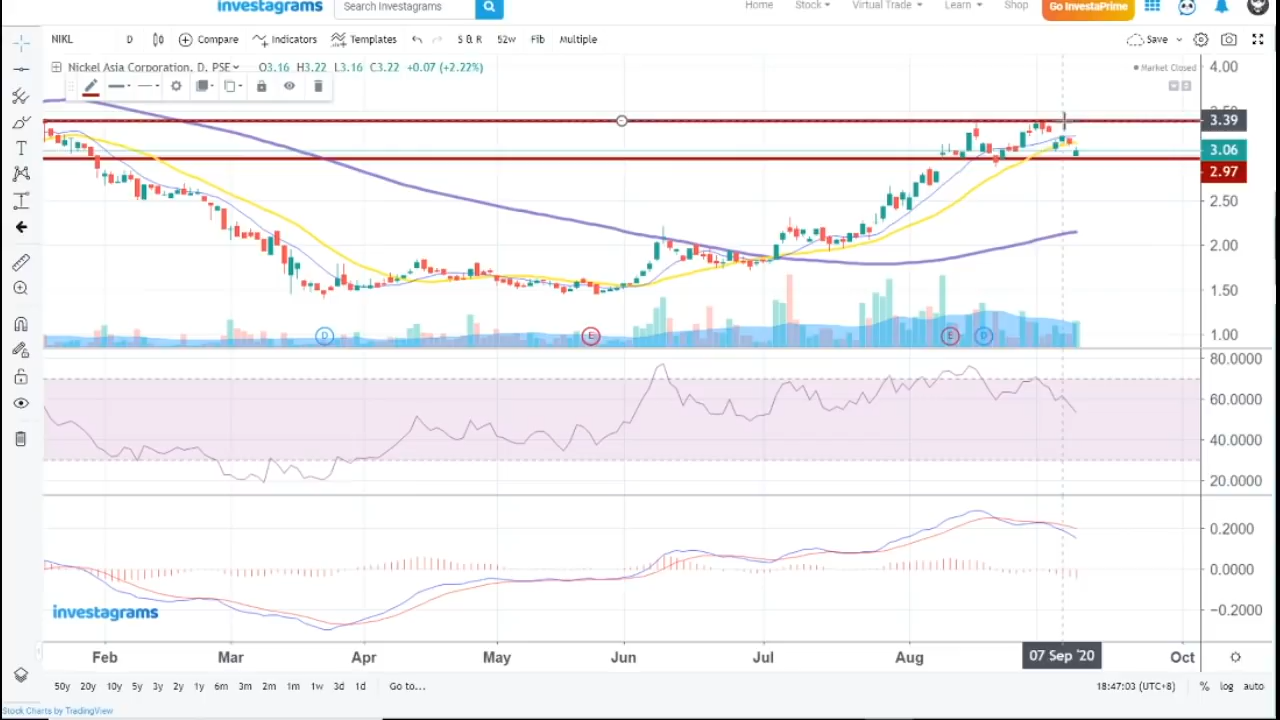 investagrams Search Investagrams Home Stock Virtual Trade Learn Shop Go InvestaPrime
NIKL D Compare Indicators Templates S & R 52w Fib Multiple Save
Nickel Asia Corporation, D, PSE O3.16 H3.22 L3.16 C3.22 +0.07 (+2.22%)
Market Closed
4.00
3.39
3.06
2.97
2.50
2.00
1.50
1.00
D E E D
80.0000
60.0000
40.0000
20.0000
0.2000
0.0000
−0.2000
investagrams
Feb Mar Apr May Jun Jul Aug 07 Sep '20 Oct
50y 20y 10y 5y 3y 2y 1y 6m 3m 2m 1m 1w 3d 1d Go to... 18:47:03 (UTC+8) % log auto
Stock Charts by TradingView